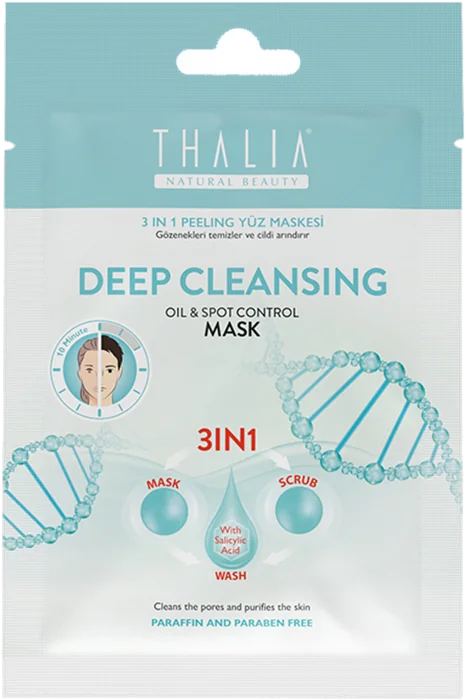 THALIA®
NATURAL BEAUTY
3 IN 1 PEELING YÜZ MASKESİ
Gözenekleri temizler ve cildi arındırır
DEEP CLEANSING
OIL & SPOT CONTROL
MASK
10 Minute
3IN1
MASK
SCRUB
With
Salicylic
Acid
WASH
Cleans the pores and purifies the skin
PARAFFIN AND PARABEN FREE